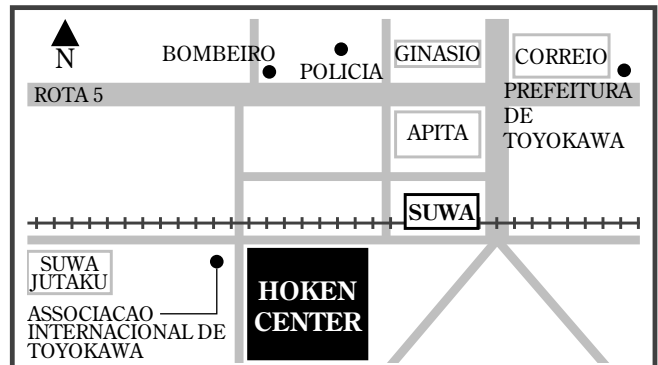 N
BOMBEIRO
POLICIA
GINASIO
CORREIO
ROTA 5
PREFEITURA
DE
TOYOKAWA
APITA
SUWA
SUWA
JUTAKU
ASSOCIACAO
INTERNACIONAL DE
TOYOKAWA
HOKEN
CENTER